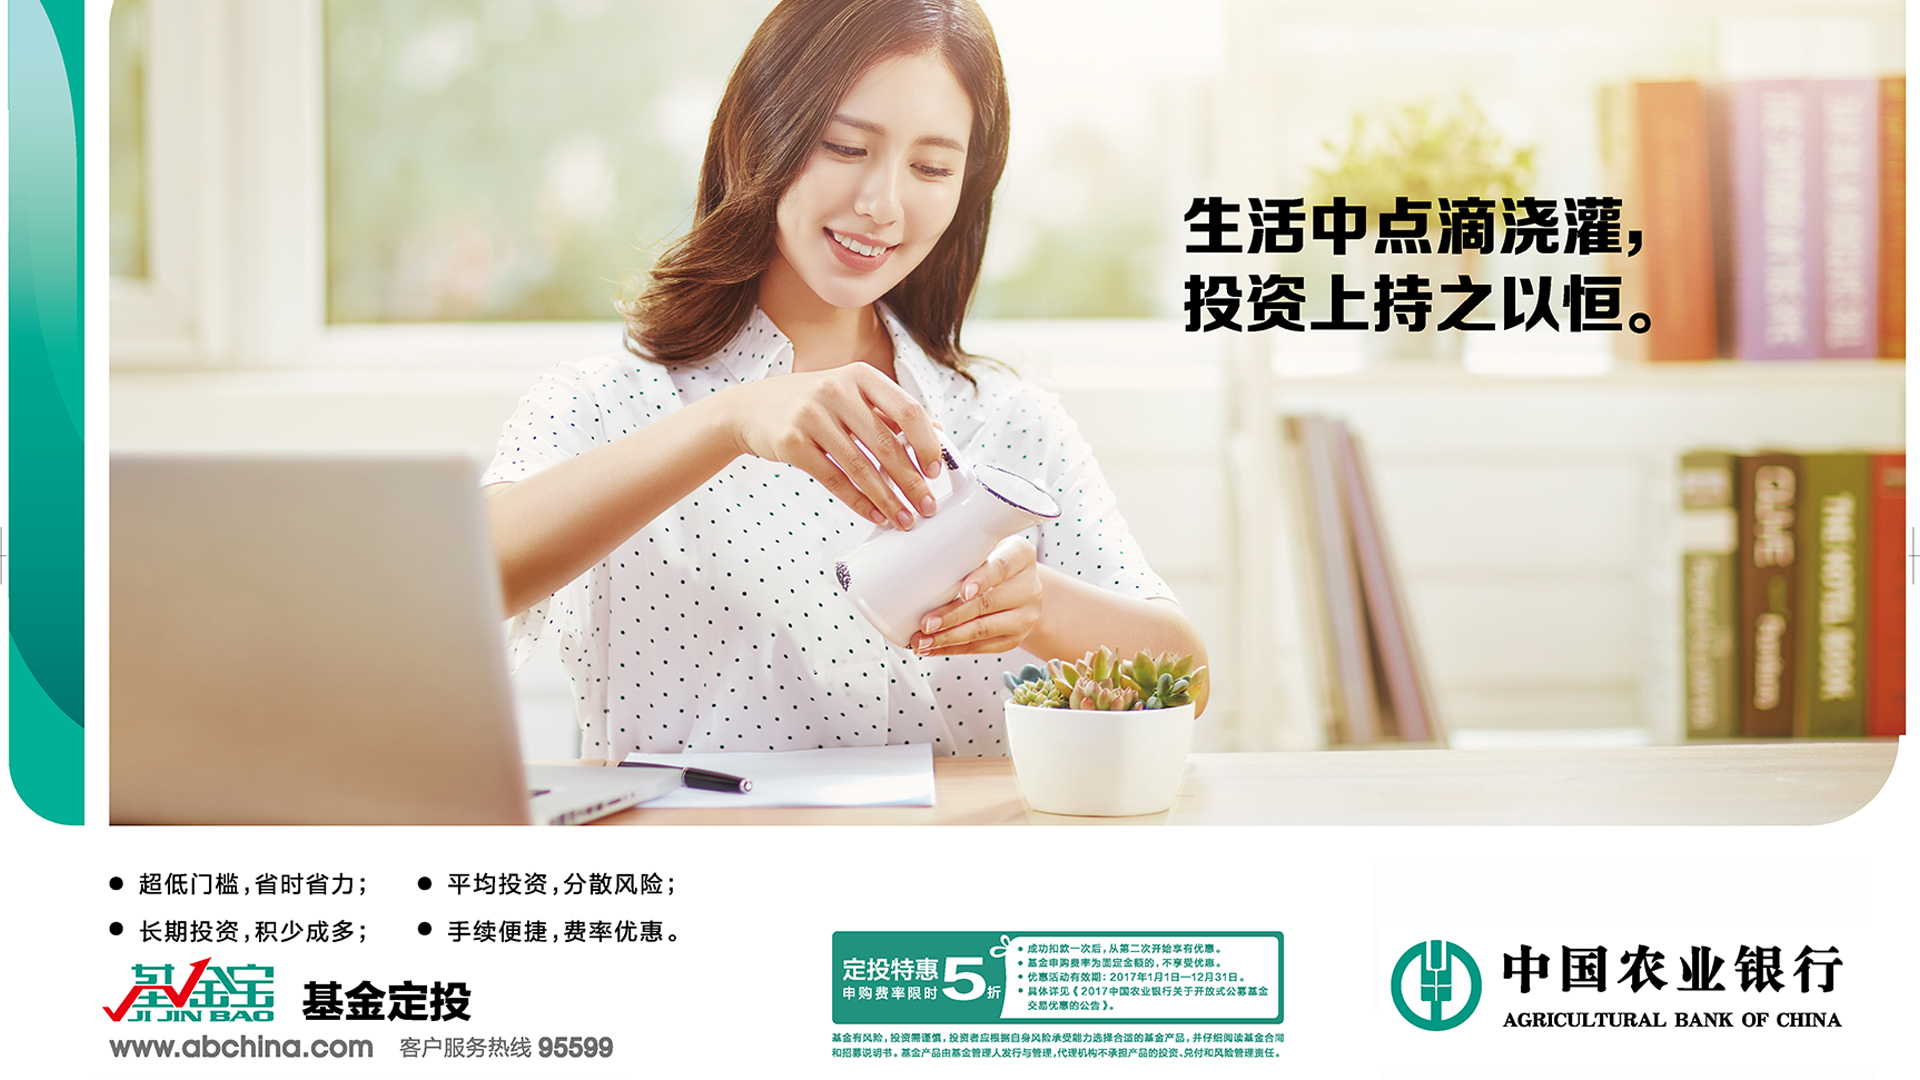 生活中点滴浇灌，
投资上持之以恒。
THE NOVEL BOOK
● 超低门槛，省时省力；
● 平均投资，分散风险；
● 长期投资，积少成多；
● 手续便捷，费率优惠。
基金宝
JI JIN BAO
基金定投
www.abchina.com 客户服务热线 95599
定投特惠
申购费率限时 5 折
● 成功扣款一次后，从第二次开始享有优惠。
● 基金申购费率为固定金额的，不享受优惠。
● 优惠活动有效期：2017年1月1日—12月31日。
● 具体详见《2017中国农业银行关于开放式公募基金
交易优惠的公告》。
基金有风险，投资需谨慎，投资者应根据自身风险承受能力选择合适的基金产品，并仔细阅读基金合同
和招募说明书。基金产品由基金管理人发行与管理，代理机构不承担产品的投资、兑付和风险管理责任。
中国农业银行
AGRICULTURAL BANK OF CHINA